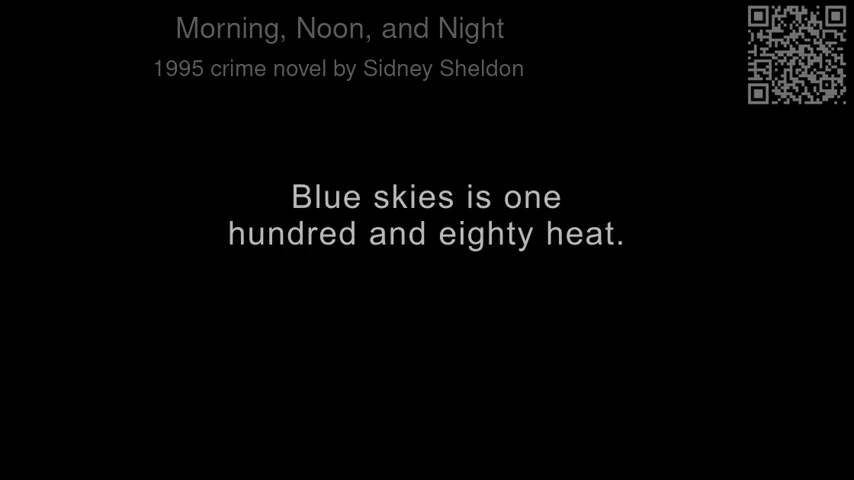 Morning, Noon, and Night
1995 crime novel by Sidney Sheldon
Blue skies is one
hundred and eighty heat.